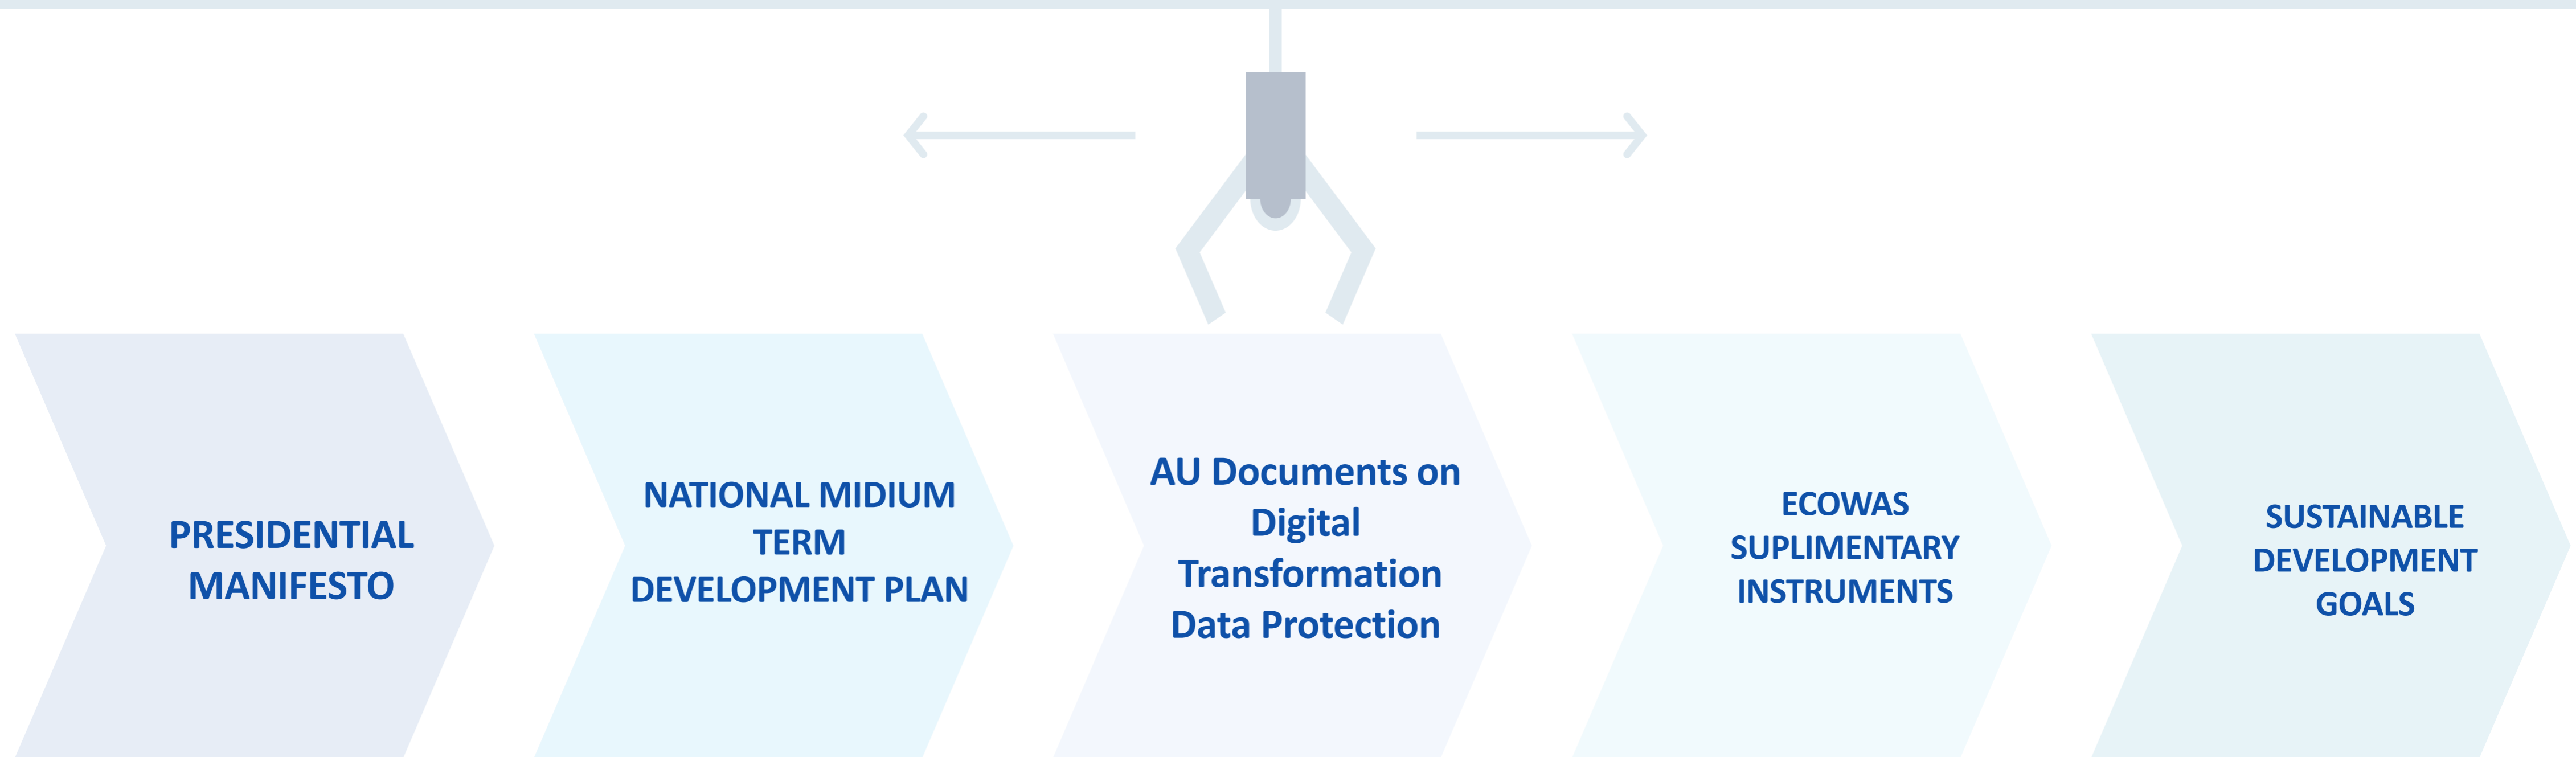 PRESIDENTIAL
MANIFESTO
NATIONAL MIDIUM
TERM
DEVELOPMENT PLAN
AU Documents on
Digital
Transformation
Data Protection
ECOWAS
SUPLIMENTARY
INSTRUMENTS
SUSTAINABLE
DEVELOPMENT
GOALS